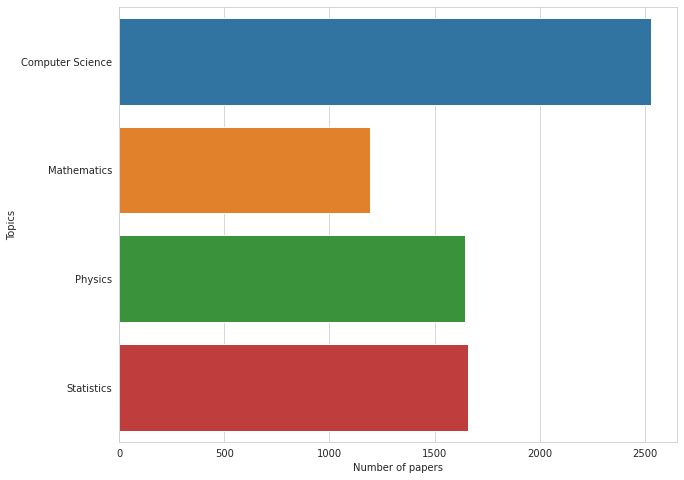 Computer Science
Mathematics
Physics
Statistics
Topics
0 500 1000 1500 2000 2500
Number of papers